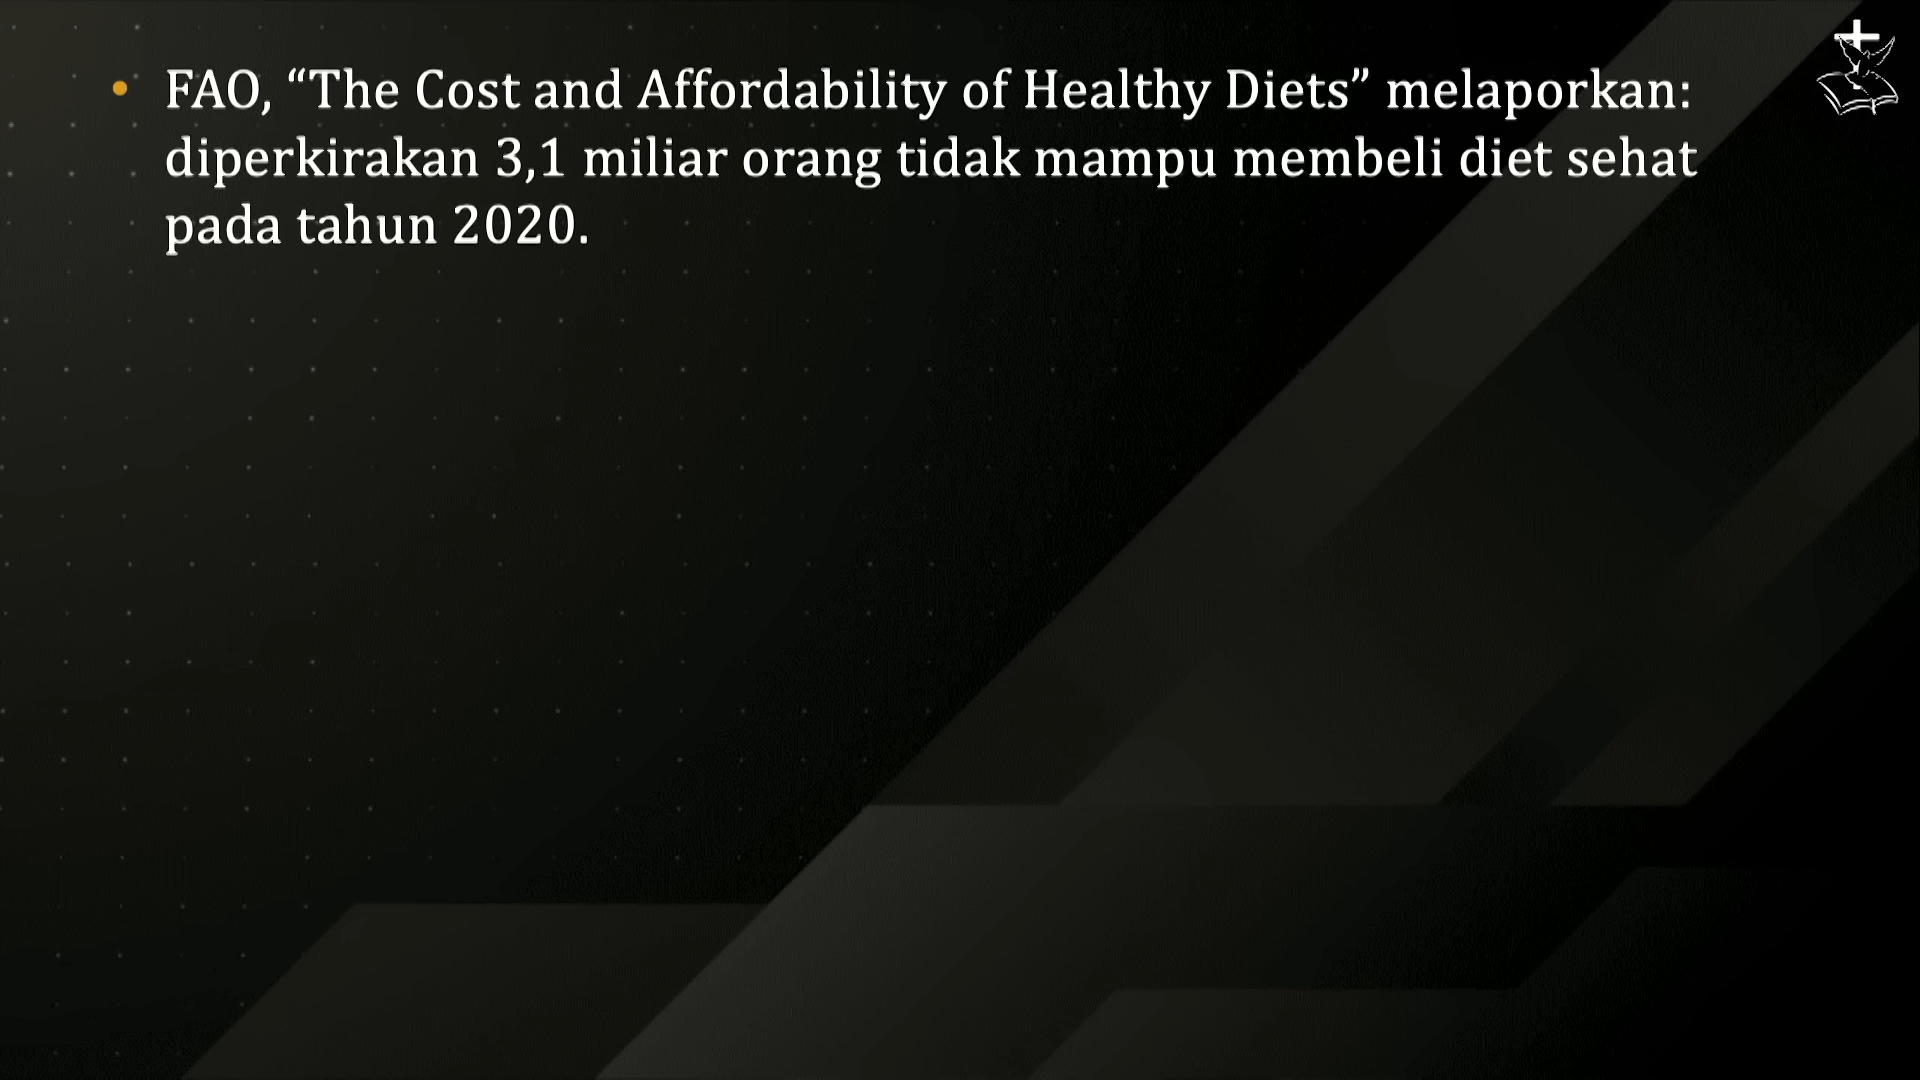 • FAO, “The Cost and Affordability of Healthy Diets” melaporkan:
diperkirakan 3,1 miliar orang tidak mampu membeli diet sehat
pada tahun 2020.